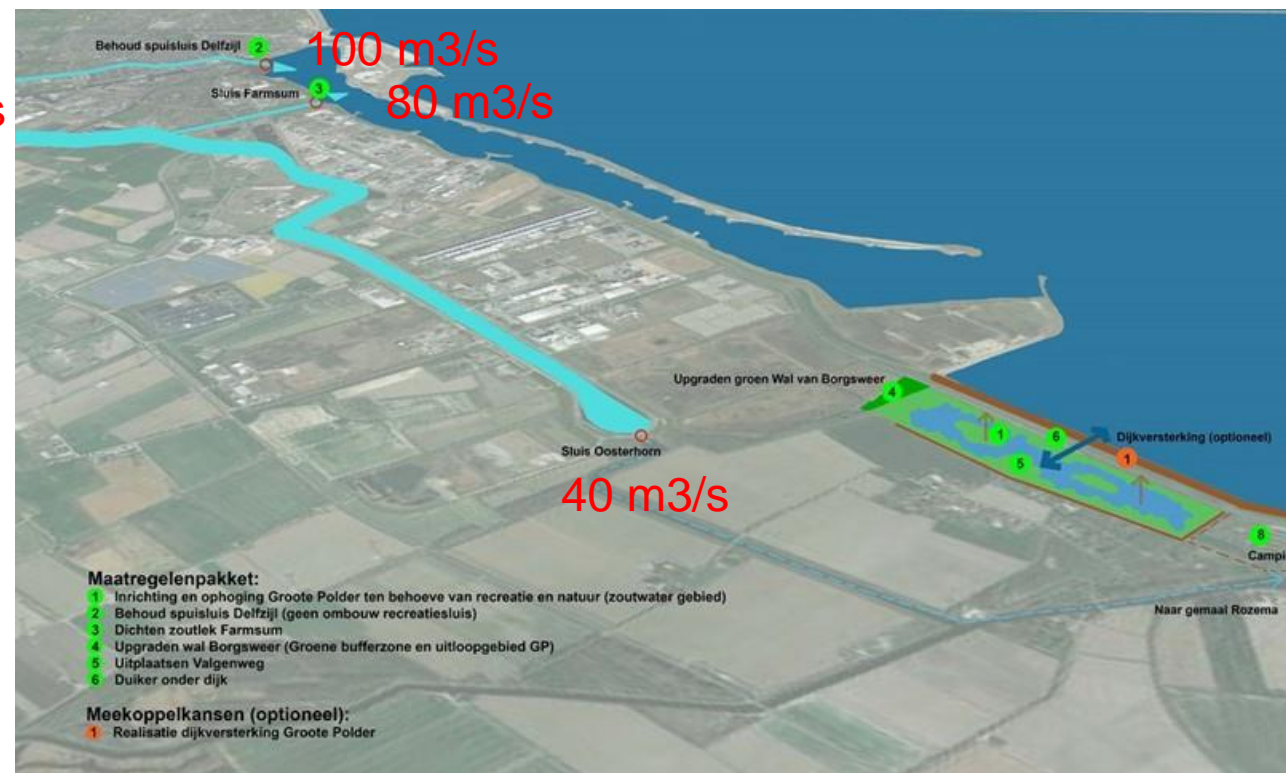 Behoud spuisluis Delfzijl 2
100 m3/s
Sluis Farmsum 3
80 m3/s
s
Upgraden groen Wal van Borgsweer
4
1
6
Dijkversterking (optioneel)
5
1
Sluis Oosterhorn
40 m3/s
8
Campi
Naar gemaal Rozema
Maatregelenpakket:
1 Inrichting en ophoging Groote Polder ten behoeve van recreatie en natuur (zoutwater gebied)
2 Behoud spuisluis Delfzijl (geen ombouw recreatiesluis)
3 Dichten zoutlek Farmsum
4 Upgraden wal Borgsweer (Groene bufferzone en uitloopgebied GP)
5 Uitplaatsen Valgenweg
6 Duiker onder dijk
Meekoppelkansen (optioneel):
1 Realisatie dijkversterking Groote Polder